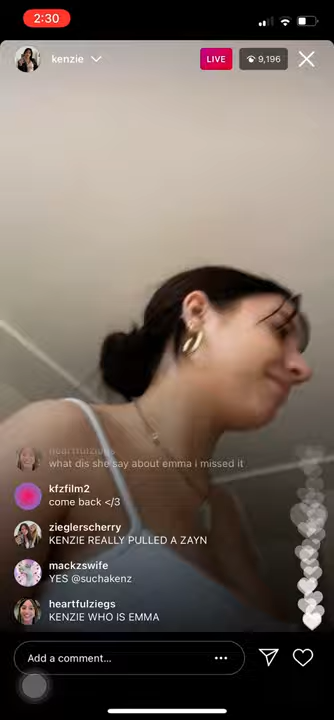 2:30
kenzie
LIVE
9,196
heartfulziegs
what dis she say about emma i missed it
kfzfilm2
come back </3
zieglerscherry
KENZIE REALLY PULLED A ZAYN
mackzswife
YES @suchakenz
heartfulziegs
KENZIE WHO IS EMMA
Add a comment...